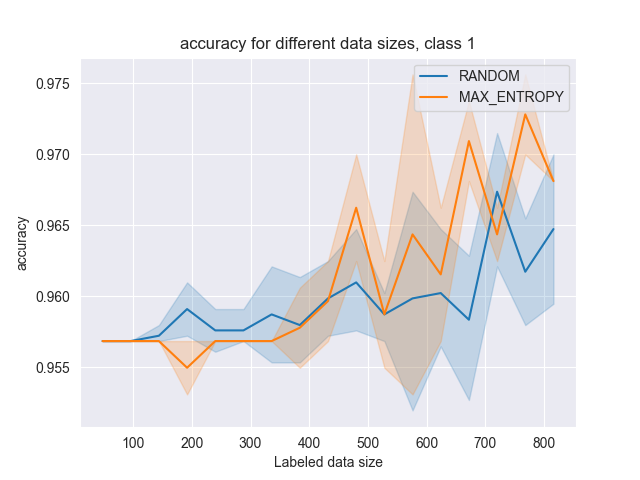 accuracy for different data sizes, class 1
RANDOM
MAX_ENTROPY
accuracy
0.975
0.970
0.965
0.960
0.955
100 200 300 400 500 600 700 800
Labeled data size